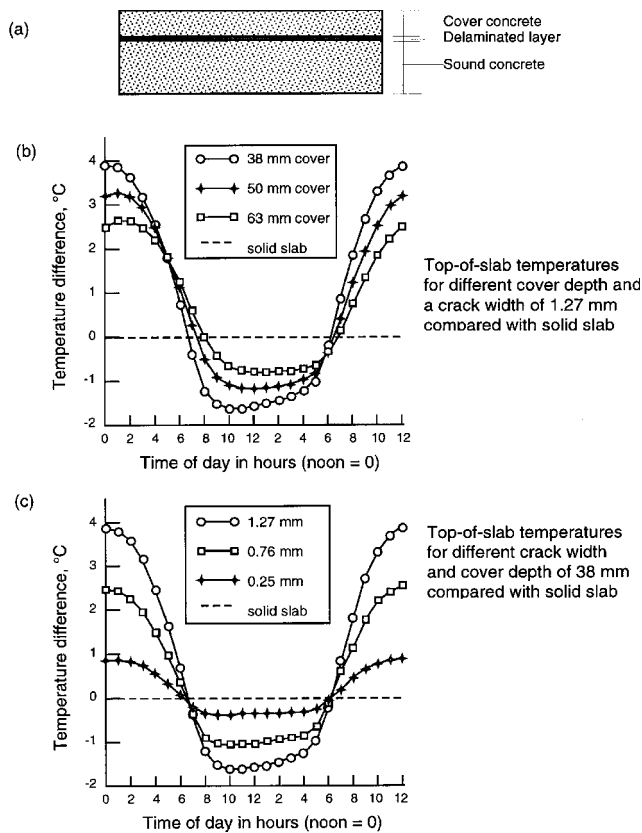 (a)
Cover concrete
Delaminated layer
Sound concrete
(b)
Temperature difference, °C
4
3
2
1
0
-1
-2
38 mm cover
50 mm cover
63 mm cover
solid slab
0 2 4 6 8 10 12 2 4 6 8 10 12
Time of day in hours (noon = 0)
Top-of-slab temperatures
for different cover depth and
a crack width of 1.27 mm
compared with solid slab
(c)
Temperature difference, °C
4
3
2
1
0
-1
-2
1.27 mm
0.76 mm
0.25 mm
solid slab
0 2 4 6 8 10 12 2 4 6 8 10 12
Time of day in hours (noon = 0)
Top-of-slab temperatures
for different crack width
and cover depth of 38 mm
compared with solid slab